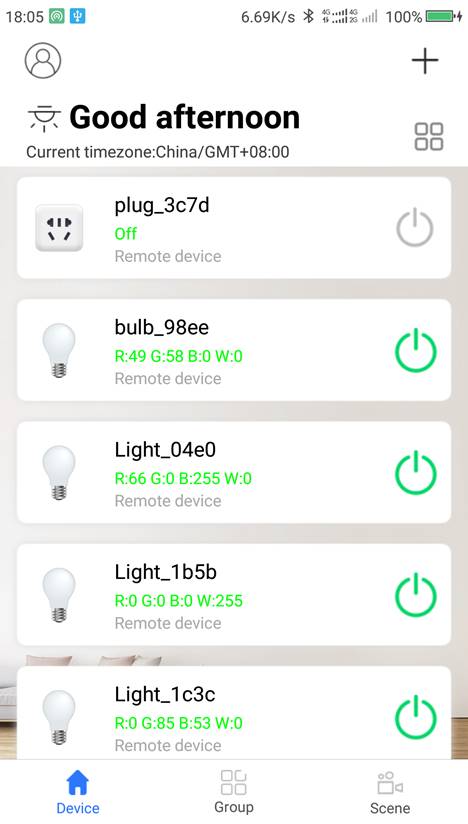 18:05 6.69K/s 4G 4G 2G 100%
Good afternoon
Current timezone:China/GMT+08:00
plug_3c7d
Off
Remote device
bulb_98ee
R:49 G:58 B:0 W:0
Remote device
Light_04e0
R:66 G:0 B:255 W:0
Remote device
Light_1b5b
R:0 G:0 B:0 W:255
Remote device
Light_1c3c
R:0 G:85 B:53 W:0
Remote device
Device Group Scene